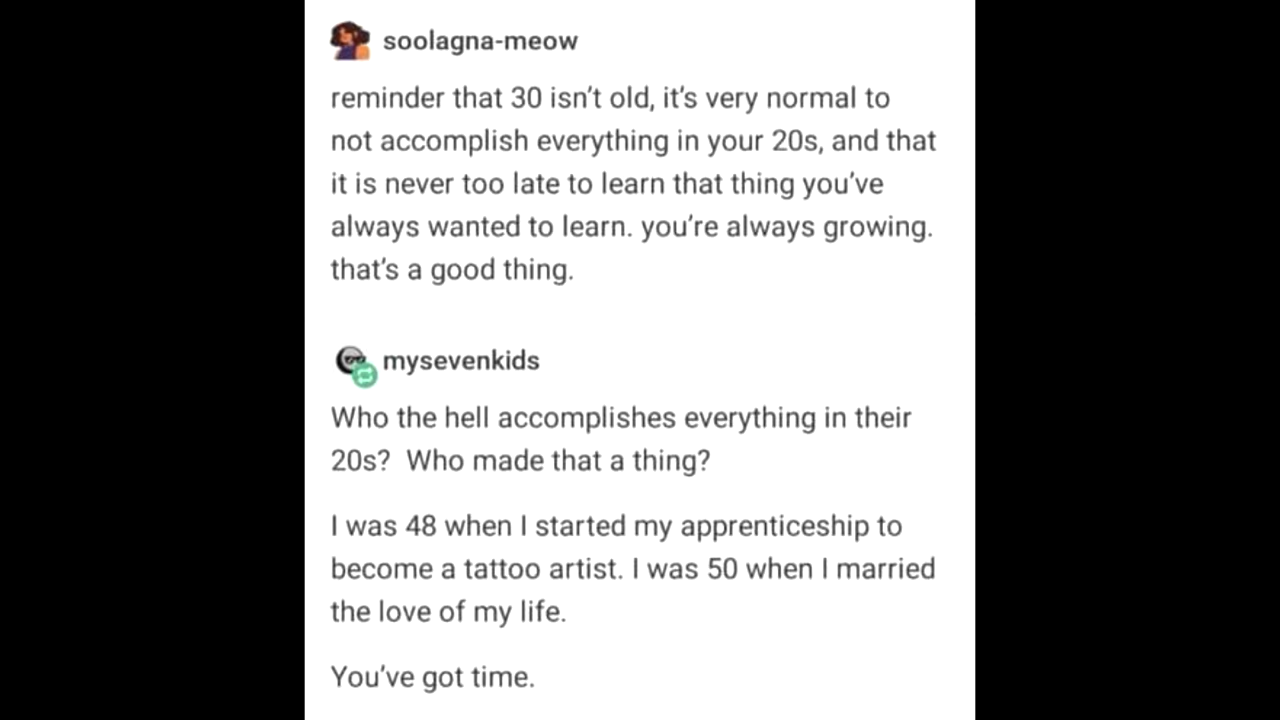 soolagna-meow
reminder that 30 isn't old, it's very normal to
not accomplish everything in your 20s, and that
it is never too late to learn that thing you've
always wanted to learn. you're always growing.
that's a good thing.
mysevenkids
Who the hell accomplishes everything in their
20s?  Who made that a thing?
I was 48 when I started my apprenticeship to
become a tattoo artist. I was 50 when I married
the love of my life.
You've got time.